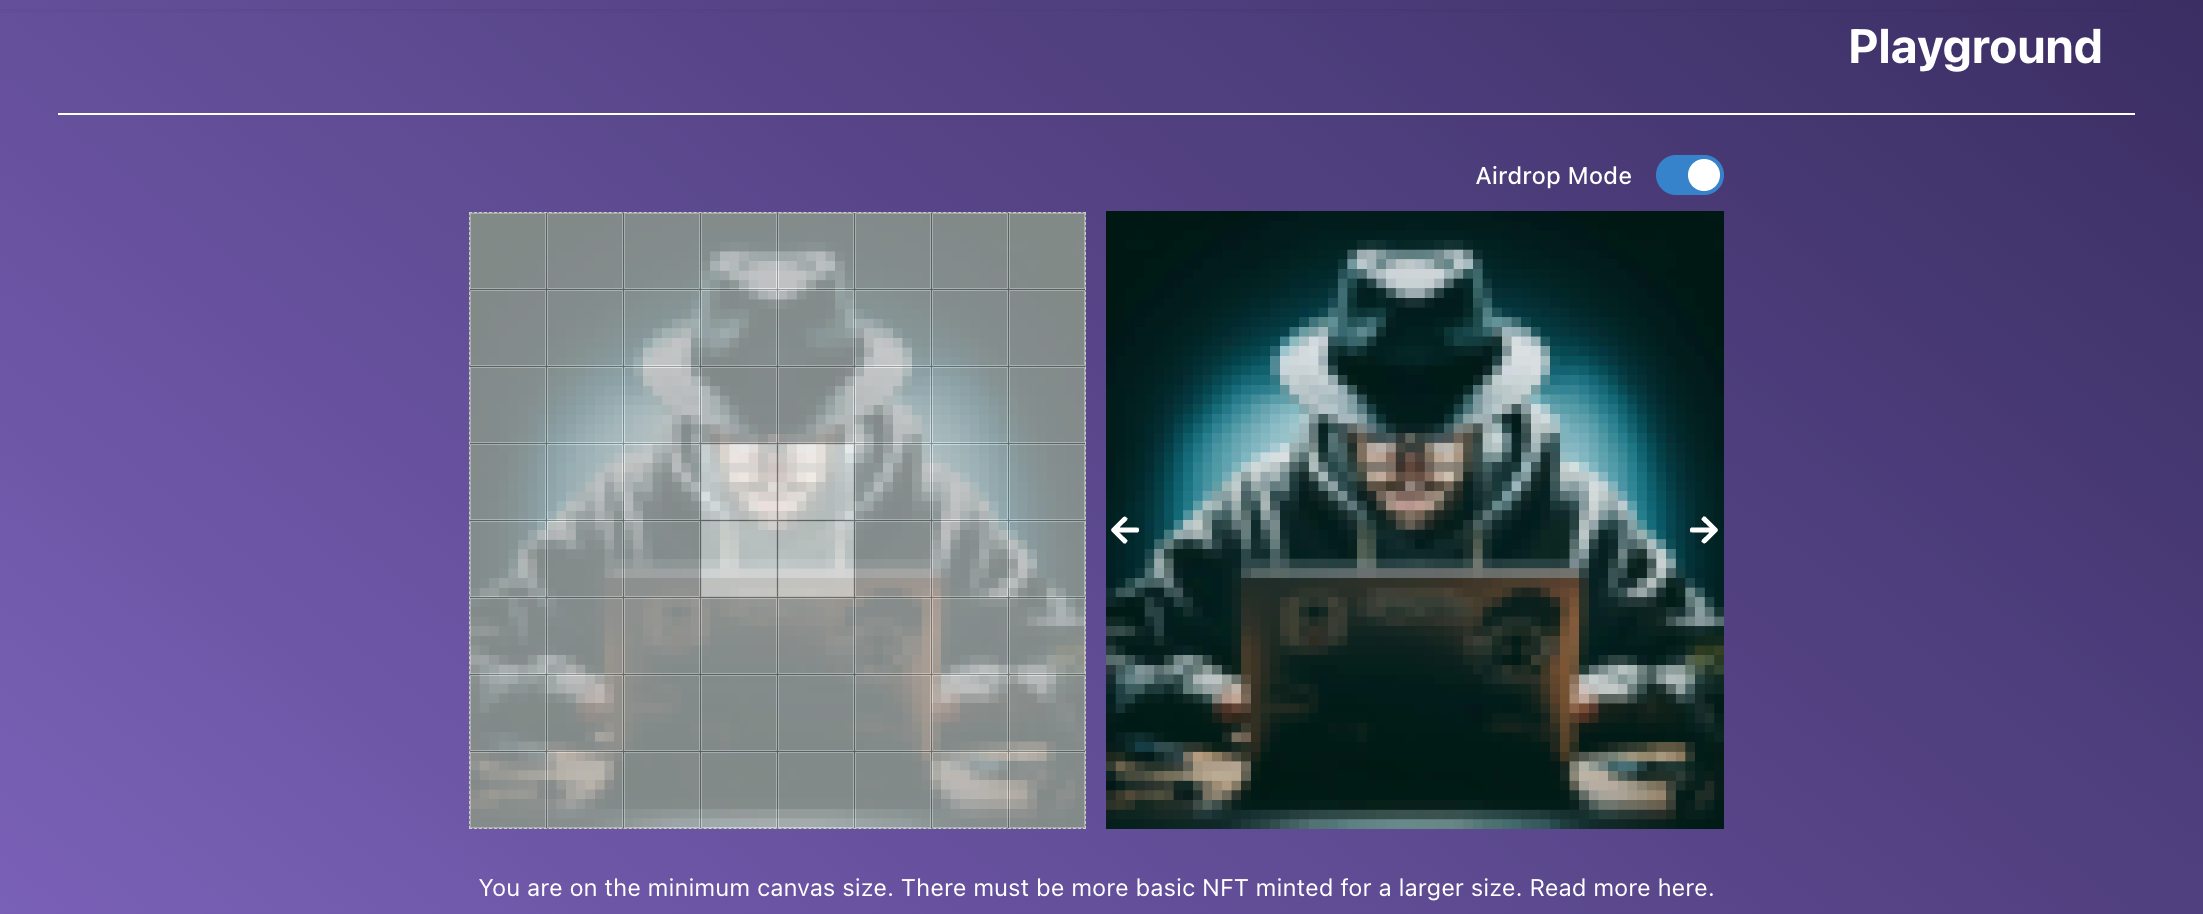 Playground
Airdrop Mode
You are on the minimum canvas size. There must be more basic NFT minted for a larger size. Read more here.